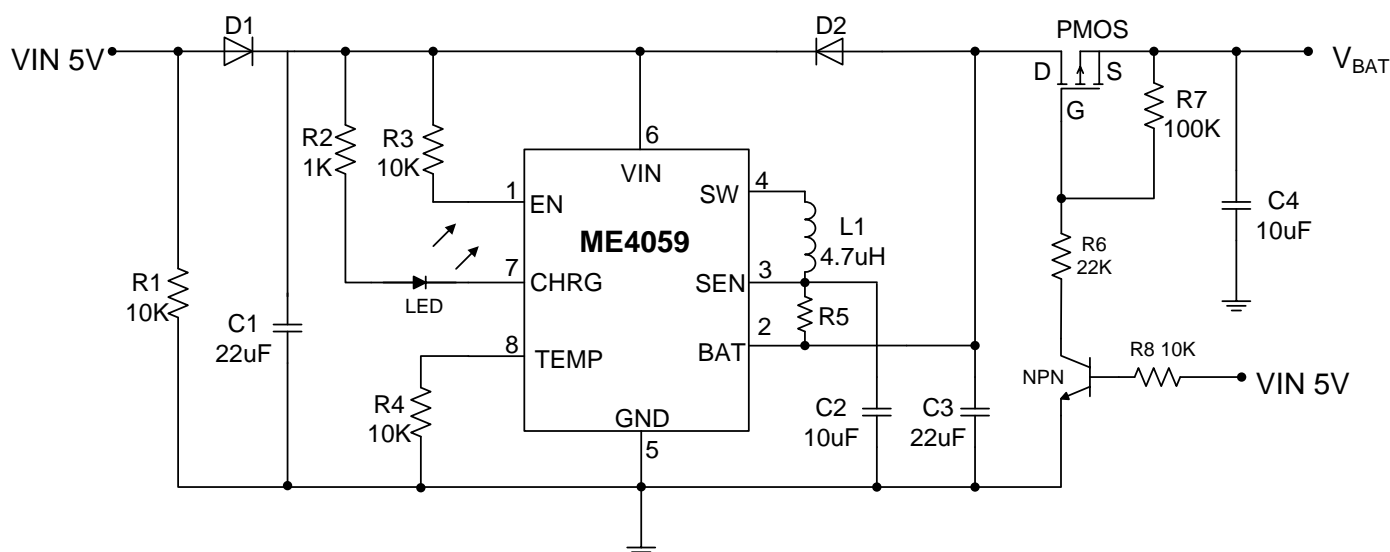 D1
D2
PMOS
VIN 5V
V_BAT
D
S
G
R7
100K
R2
1K
R3
10K
6
VIN
1
EN
SW
4
ME4059
L1
4.7uH
C4
10uF
R6
22K
R1
10K
7
CHRG
LED
SEN
3
R5
C1
22uF
8
TEMP
BAT
2
R8 10K
NPN
VIN 5V
R4
10K
GND
5
C2
10uF
C3
22uF